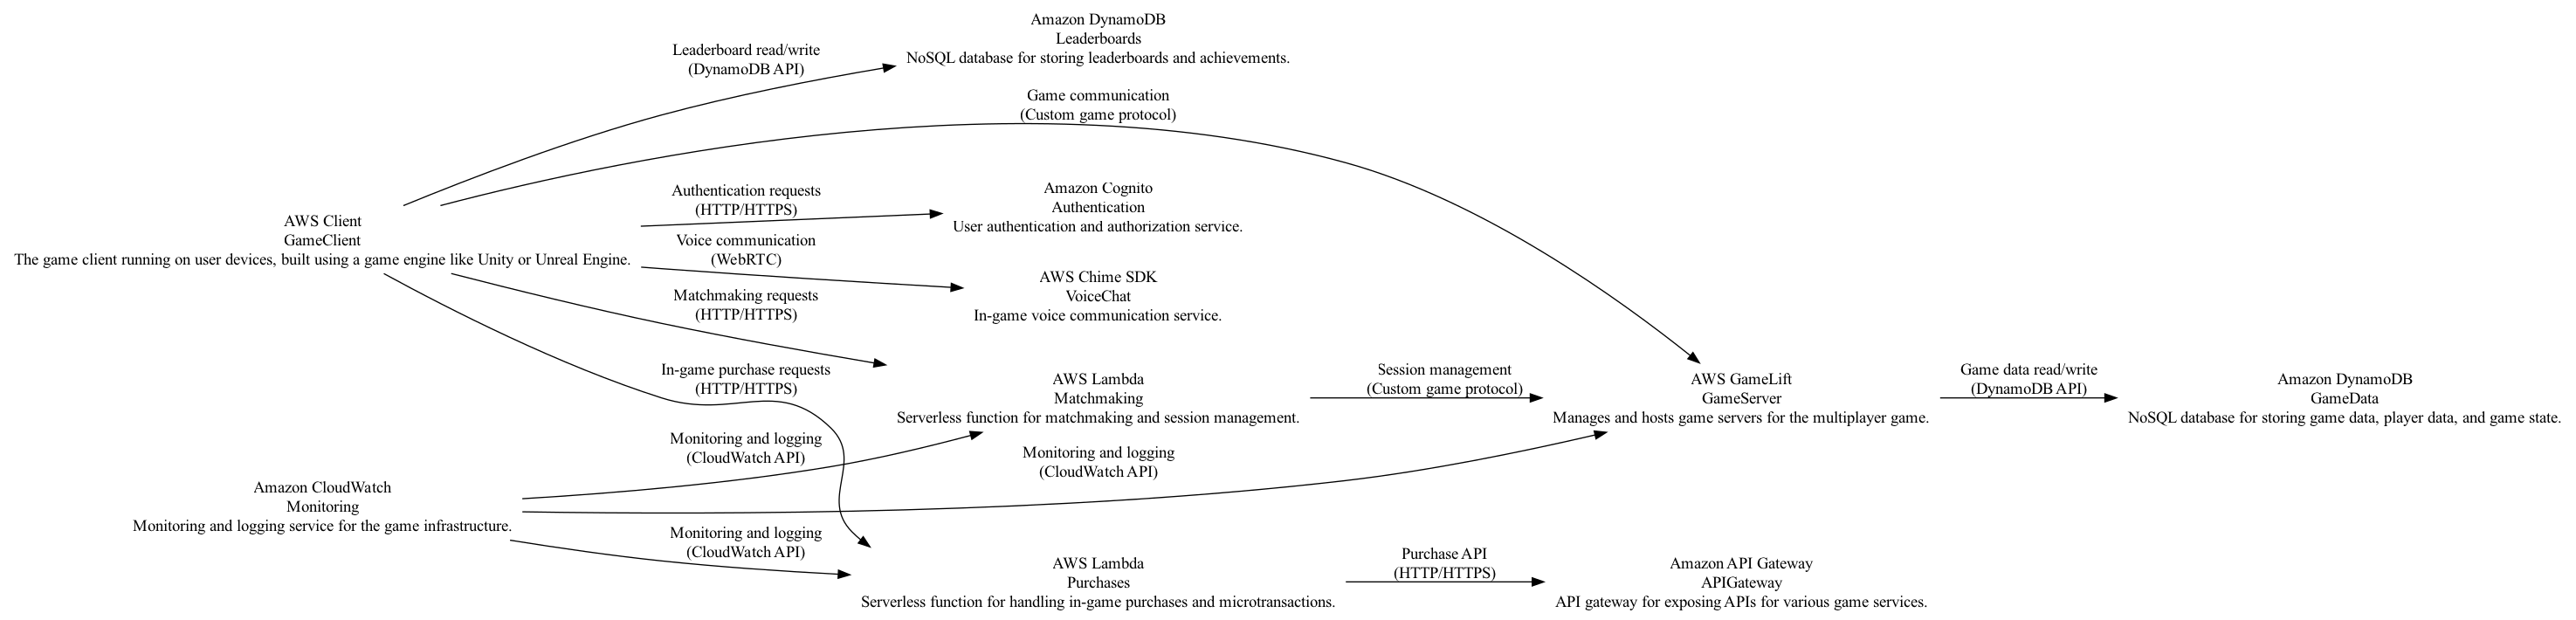 Amazon DynamoDB
Leaderboards
NoSQL database for storing leaderboards and achievements.
Leaderboard read/write
(DynamoDB API)
Game communication
(Custom game protocol)
Authentication requests
(HTTP/HTTPS)
Amazon Cognito
Authentication
User authentication and authorization service.
AWS Client
GameClient
The game client running on user devices, built using a game engine like Unity or Unreal Engine.
Voice communication
(WebRTC)
AWS Chime SDK
VoiceChat
In-game voice communication service.
Matchmaking requests
(HTTP/HTTPS)
In-game purchase requests
(HTTP/HTTPS)
AWS Lambda
Matchmaking
Serverless function for matchmaking and session management.
Session management
(Custom game protocol)
AWS GameLift
GameServer
Manages and hosts game servers for the multiplayer game.
Game data read/write
(DynamoDB API)
Amazon DynamoDB
GameData
NoSQL database for storing game data, player data, and game state.
Monitoring and logging
(CloudWatch API)
Monitoring and logging
(CloudWatch API)
Amazon CloudWatch
Monitoring
Monitoring and logging service for the game infrastructure.
Monitoring and logging
(CloudWatch API)
AWS Lambda
Purchases
Serverless function for handling in-game purchases and microtransactions.
Purchase API
(HTTP/HTTPS)
Amazon API Gateway
APIGateway
API gateway for exposing APIs for various game services.